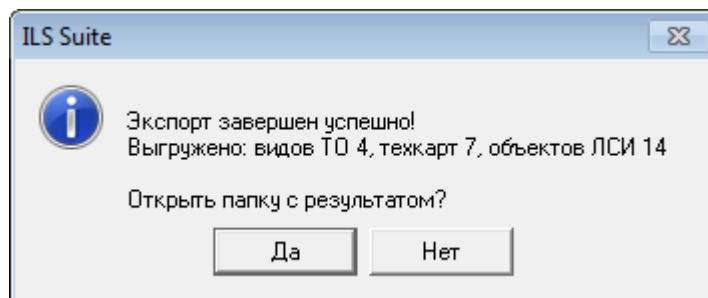 ILS Suite
Экспорт завершен успешно!
Выгружено: видов ТО 4, техкарт 7, объектов ЛСИ 14
Открыть папку с результатом?
Да
Нет